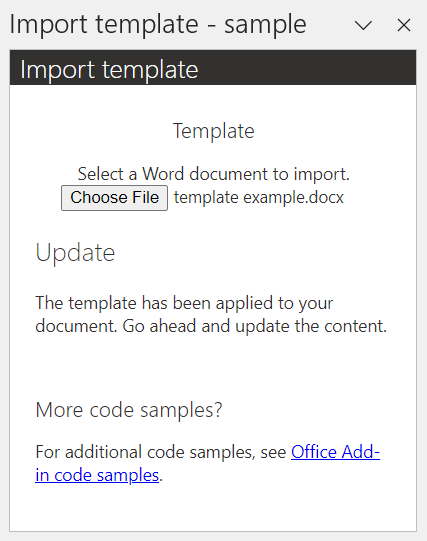 Import template - sample
Import template
Template
Select a Word document to import.
Choose File template example.docx
Update
The template has been applied to your
document. Go ahead and update the content.
More code samples?
For additional code samples, see Office Add-
in code samples.